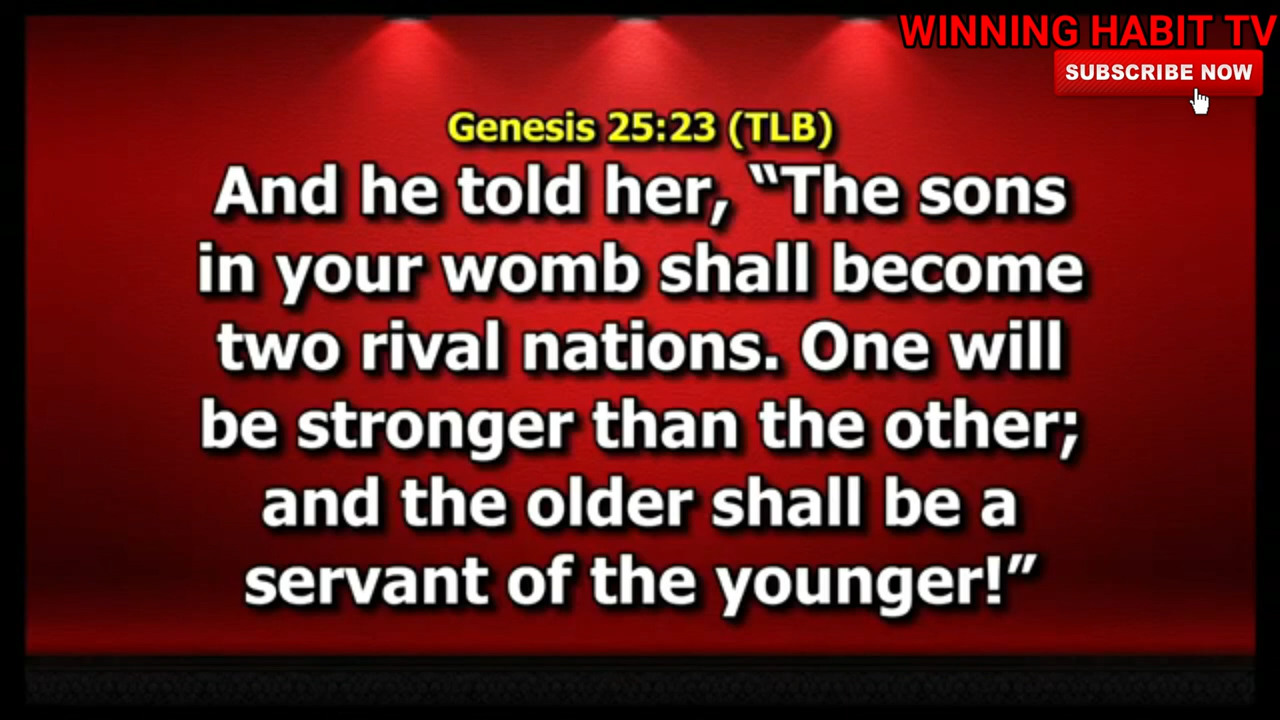 WINNING HABIT TV
SUBSCRIBE NOW
Genesis 25:23 (TLB)
And he told her, “The sons
in your womb shall become
two rival nations. One will
be stronger than the other;
and the older shall be a
servant of the younger!”